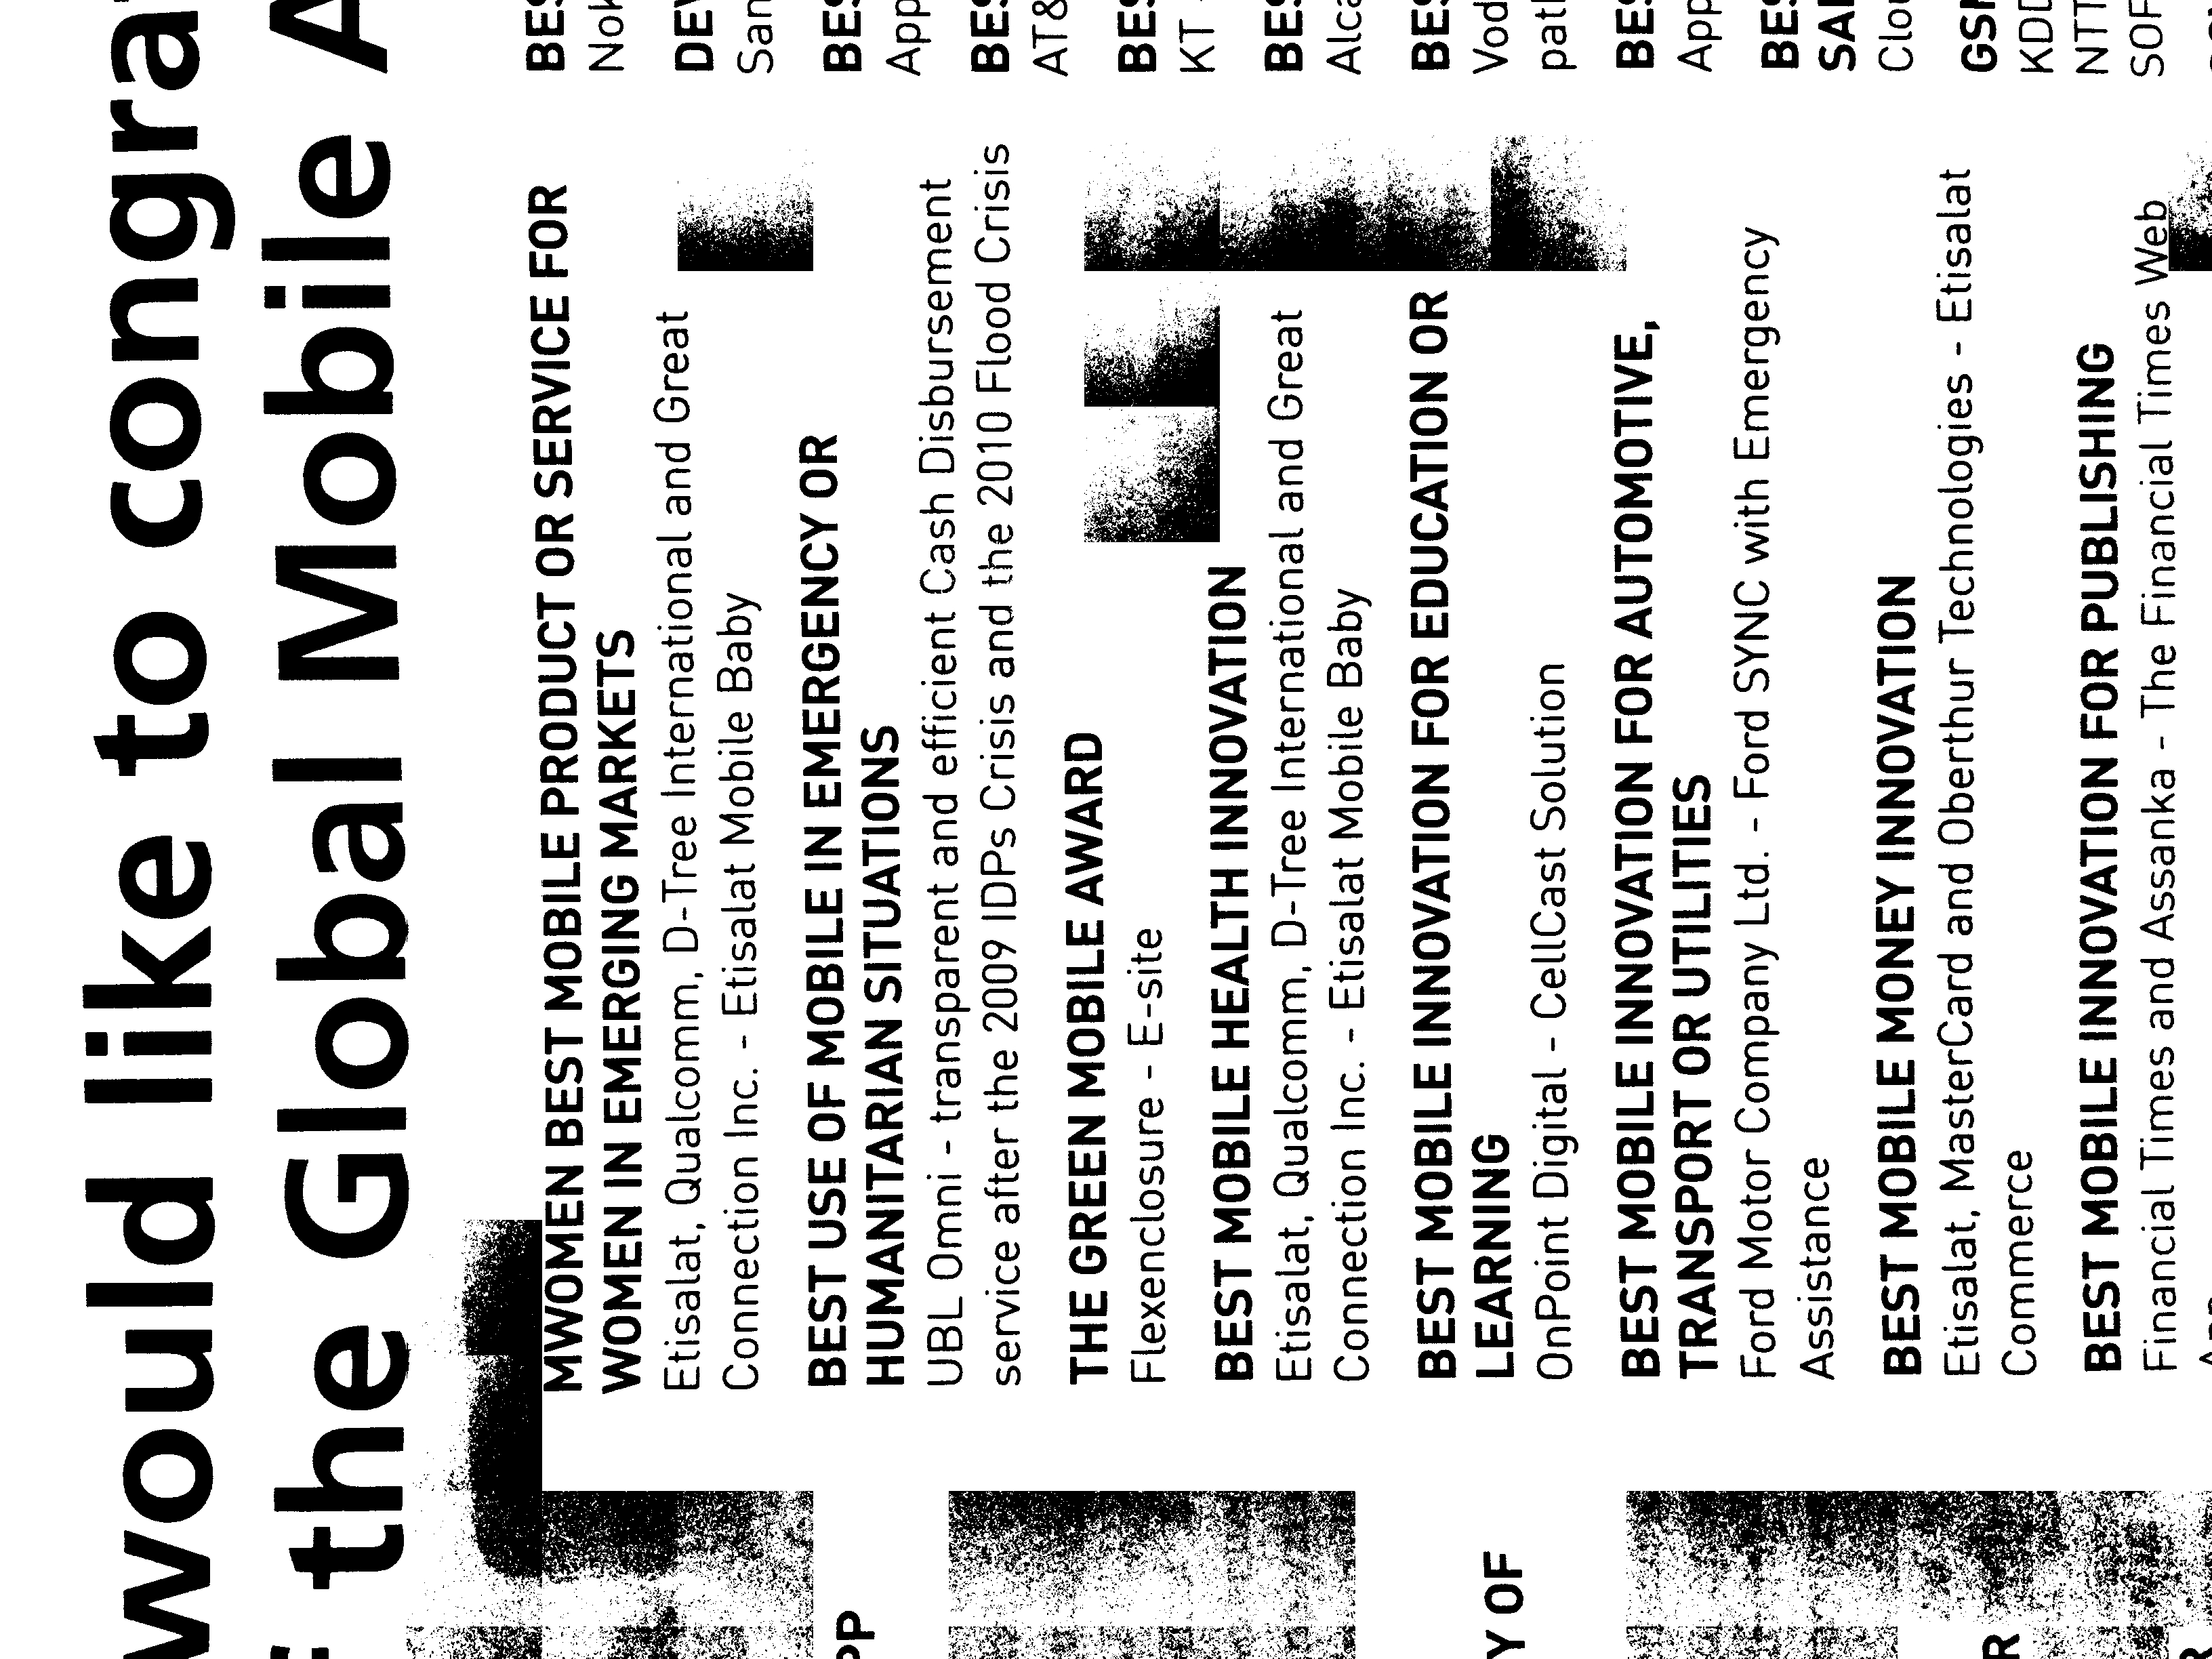 would like to congra
the Global Mobile A
PP
Y OF
R
R
MWOMEN BEST MOBILE PRODUCT OR SERVICE FOR
WOMEN IN EMERGING MARKETS
Etisalat, Qualcomm, D-Tree International and Great
Connection Inc. - Etisalat Mobile Baby
BEST USE OF MOBILE IN EMERGENCY OR
HUMANITARIAN SITUATIONS
UBL Omni - transparent and efficient Cash Disbursement
service after the 2009 IDPs Crisis and the 2010 Flood Crisis
THE GREEN MOBILE AWARD
Flexenclosure - E-site
BEST MOBILE HEALTH INNOVATION
Etisalat, Qualcomm, D-Tree International and Great
Connection Inc. - Etisalat Mobile Baby
BEST MOBILE INNOVATION FOR EDUCATION OR
LEARNING
OnPoint Digital - CellCast Solution
BEST MOBILE INNOVATION FOR AUTOMOTIVE,
TRANSPORT OR UTILITIES
Ford Motor Company Ltd. - Ford SYNC with Emergency
Assistance
BEST MOBILE MONEY INNOVATION
Etisalat, MasterCard and Oberthur Technologies - Etisalat
Commerce
BEST MOBILE INNOVATION FOR PUBLISHING
Financial Times and Assanka - The Financial Times Web
BES
Nok
DEV
San
BES
App
BES
AT&
BES
KT -
BES
Alca
BES
Vod
path
BES
App
BES
SAF
Clou
GSM
KDD
NTT
SOF